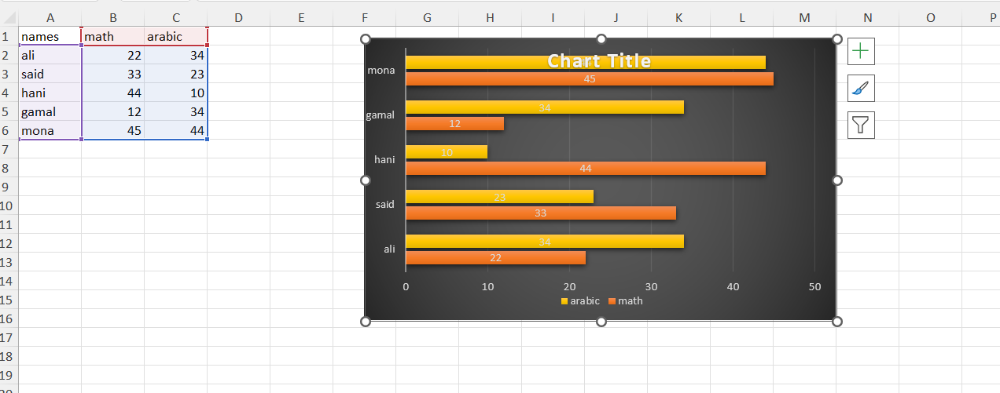 A B C D E F G H I J K L M N O P
1 names math arabic
2 ali 22 34
3 said 33 23
4 hani 44 10
5 gamal 12 34
6 mona 45 44
7
8
9
10
11
12
13
14
15
16
17
18
19
Chart Title
mona
45
gamal 34
12
hani 10
44
said 23
33
ali 34
22
0 10 20 30 40 50
arabic math